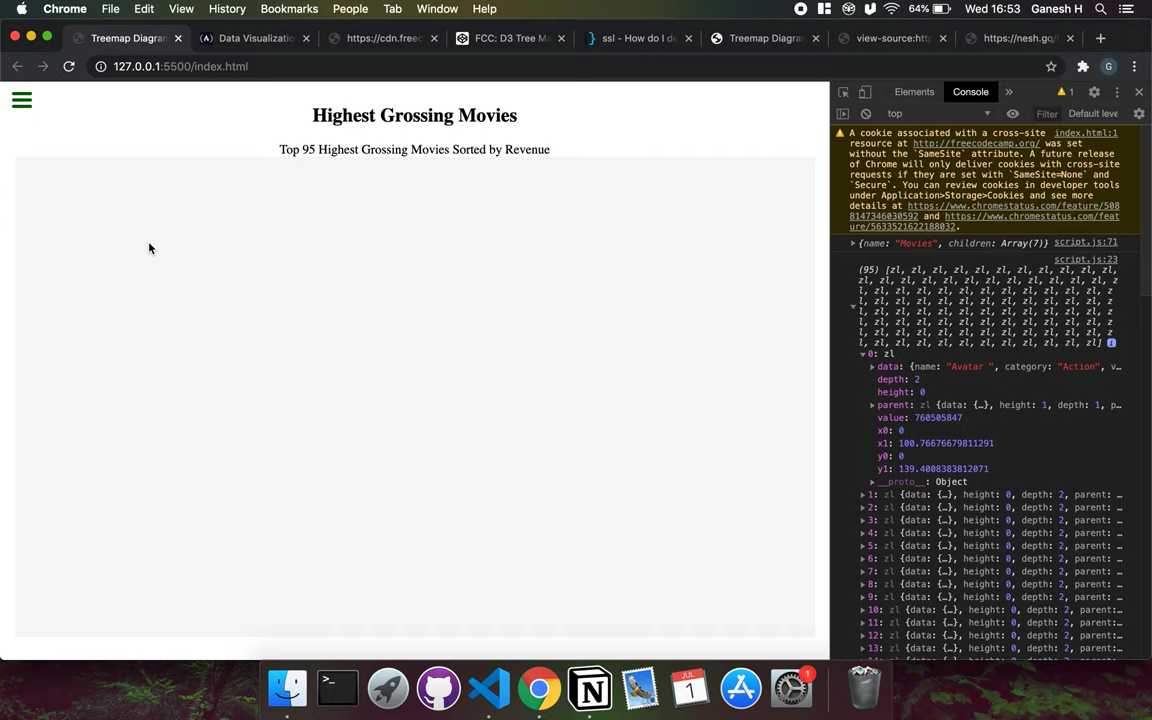 Chrome File Edit View History Bookmarks People Tab Window Help 64% Wed 16:53 Ganesh H
Treemap Diagran Data Visualizatio https://cdn.freec FCC: D3 Tree Ma ssl - How do I de Treemap Diagran view-source:http https://nesh.gq/
127.0.0.1:5500/index.html G
Highest Grossing Movies
Top 95 Highest Grossing Movies Sorted by Revenue
Elements Console » 1
top Filter Default leve
A cookie associated with a cross-site index.html:1
resource at http://freecodecamp.org/ was set
without the `SameSite` attribute. A future release
of Chrome will only deliver cookies with cross-site
requests if they are set with `SameSite=None` and
`Secure`. You can review cookies in developer tools
under Application>Storage>Cookies and see more
details at https://www.chromestatus.com/feature/508
8147346030592 and https://www.chromestatus.com/feat
ure/5633521622188032.
{name: "Movies", children: Array(7)} script.js:71
script.js:23
(95) [zl, zl, zl, zl, zl, zl, zl, zl, zl, zl, zl,
zl, zl, zl, zl, zl, zl, zl, zl, zl, zl, zl, zl, z
l, zl, zl, zl, zl, zl, zl, zl, zl, zl, zl, zl, z
l, zl, zl, zl, zl, zl, zl, zl, zl, zl, zl, zl, z
l, zl, zl, zl, zl, zl, zl, zl, zl, zl, zl, zl, z
l, zl, zl, zl, zl, zl, zl, zl, zl, zl, zl, zl, z
l, zl, zl, zl, zl, zl, zl, zl, zl, zl, zl, zl, z
l, zl, zl, zl, zl, zl, zl, zl, zl, zl] i
0: zl
data: {name: "Avatar ", category: "Action", v…
depth: 2
height: 0
parent: zl {data: {…}, height: 1, depth: 1, p…
value: 760505847
x0: 0
x1: 100.76676679811291
y0: 0
y1: 139.4008383812071
__proto__: Object
1: zl {data: {…}, height: 0, depth: 2, parent: …
2: zl {data: {…}, height: 0, depth: 2, parent: …
3: zl {data: {…}, height: 0, depth: 2, parent: …
4: zl {data: {…}, height: 0, depth: 2, parent: …
5: zl {data: {…}, height: 0, depth: 2, parent: …
6: zl {data: {…}, height: 0, depth: 2, parent: …
7: zl {data: {…}, height: 0, depth: 2, parent: …
8: zl {data: {…}, height: 0, depth: 2, parent: …
9: zl {data: {…}, height: 0, depth: 2, parent: …
10: zl {data: {…}, height: 0, depth: 2, parent:…
11: zl {data: {…}, height: 0, depth: 2, parent:…
12: zl {data: {…}, height: 0, depth: 2, parent:…
13: zl {data: {…}, height: 0, depth: 2, parent:…
JUL
1
1